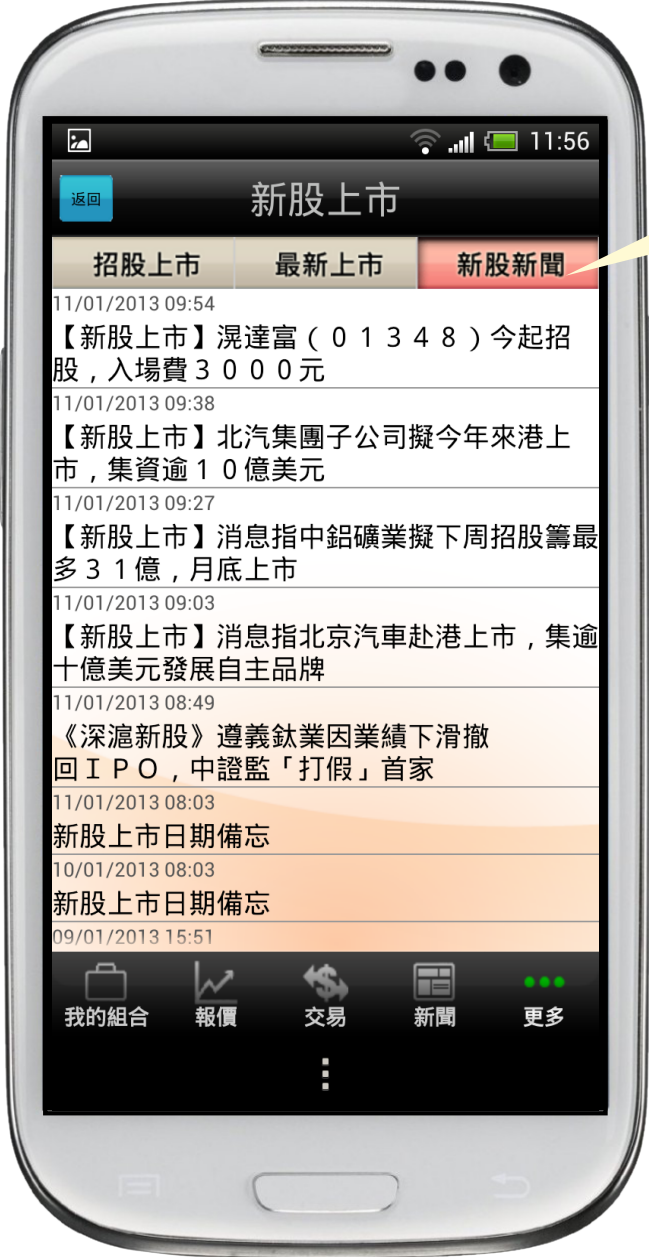 11:56
返回
新股上市
招股上市
最新上市
新股新聞
11/01/2013 09:54
【新股上市】滉達富（０１３４８）今起招
股，入場費３０００元
11/01/2013 09:38
【新股上市】北汽集團子公司擬今年來港上
市，集資逾１０億美元
11/01/2013 09:27
【新股上市】消息指中鋁礦業擬下周招股籌最
多３１億，月底上市
11/01/2013 09:03
【新股上市】消息指北京汽車赴港上市，集逾
十億美元發展自主品牌
11/01/2013 08:49
《深滬新股》遵義鈦業因業績下滑撤
回ＩＰＯ，中證監「打假」首家
11/01/2013 08:03
新股上市日期備忘
10/01/2013 08:03
新股上市日期備忘
09/01/2013 15:51
我的組合
報價
交易
新聞
更多